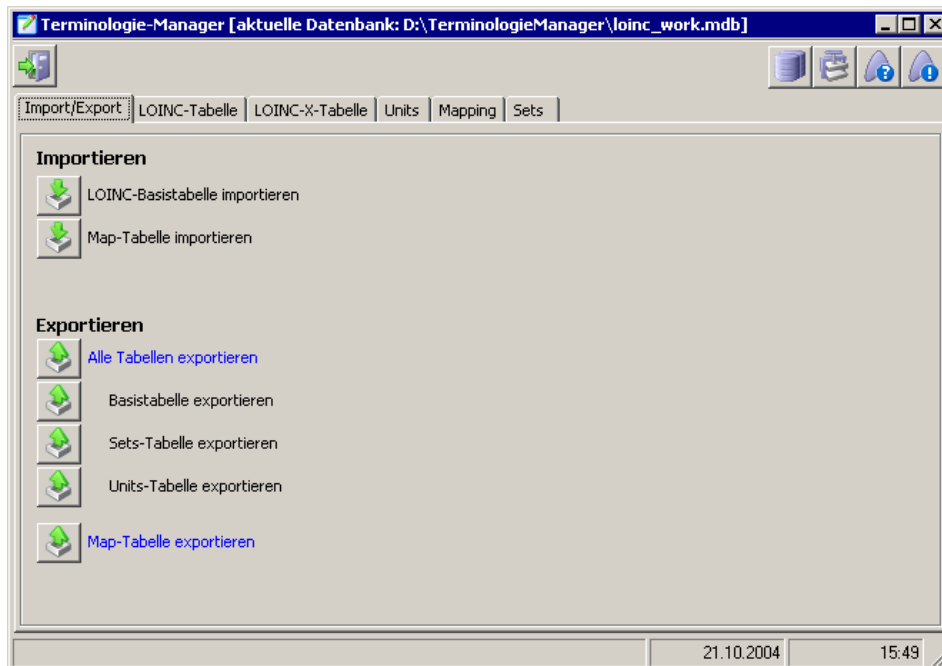 Terminologie-Manager [aktuelle Datenbank: D:\TerminologieManager\loinc_work.mdb]
Import/Export LOINC-Tabelle LOINC-X-Tabelle Units Mapping Sets
Importieren
LOINC-Basistabelle importieren
Map-Tabelle importieren
Exportieren
Alle Tabellen exportieren
Basistabelle exportieren
Sets-Tabelle exportieren
Units-Tabelle exportieren
Map-Tabelle exportieren
21.10.2004 15:49